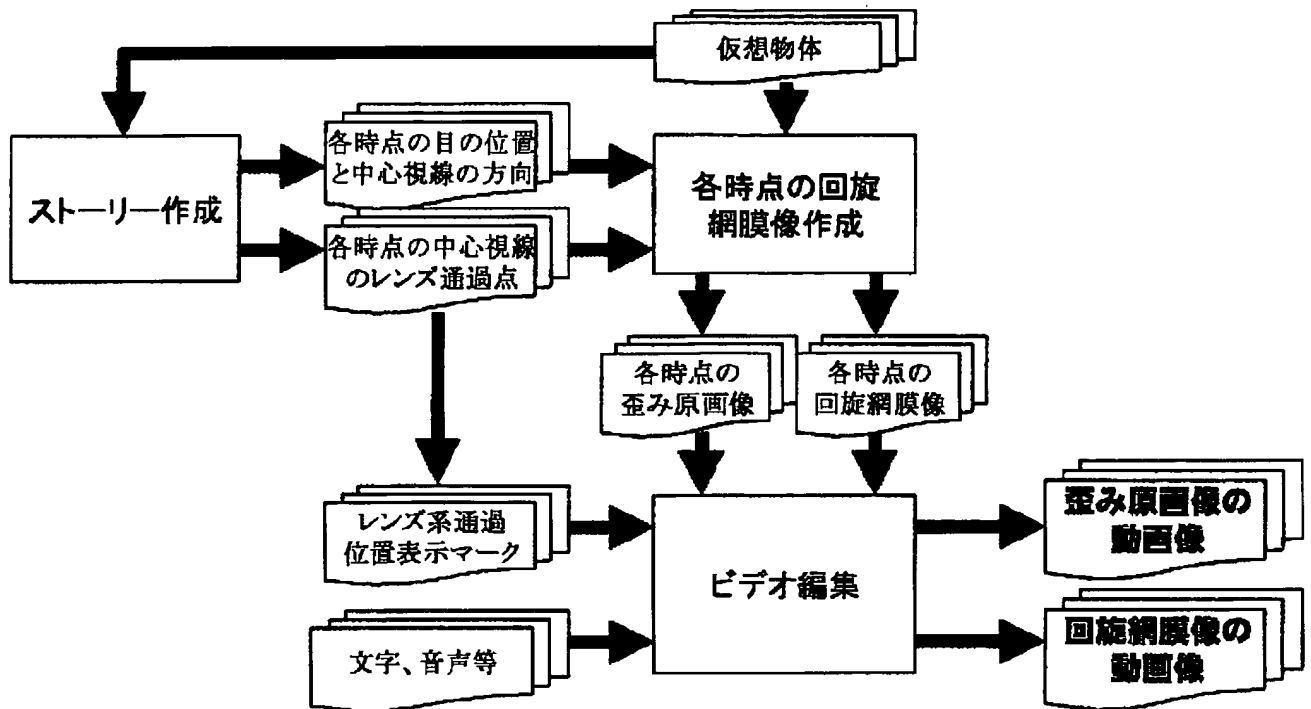 仮想物体
各時点の目の位置
と中心視線の方向
ストーリー作成
各時点の回旋
網膜像作成
各時点の中心視線
のレンズ通過点
各時点の
歪み原画像
各時点の
回旋網膜像
レンズ系通過
位置表示マーク
歪み原画像の
動画像
ビデオ編集
文字、音声等
回旋網膜像の
動画像